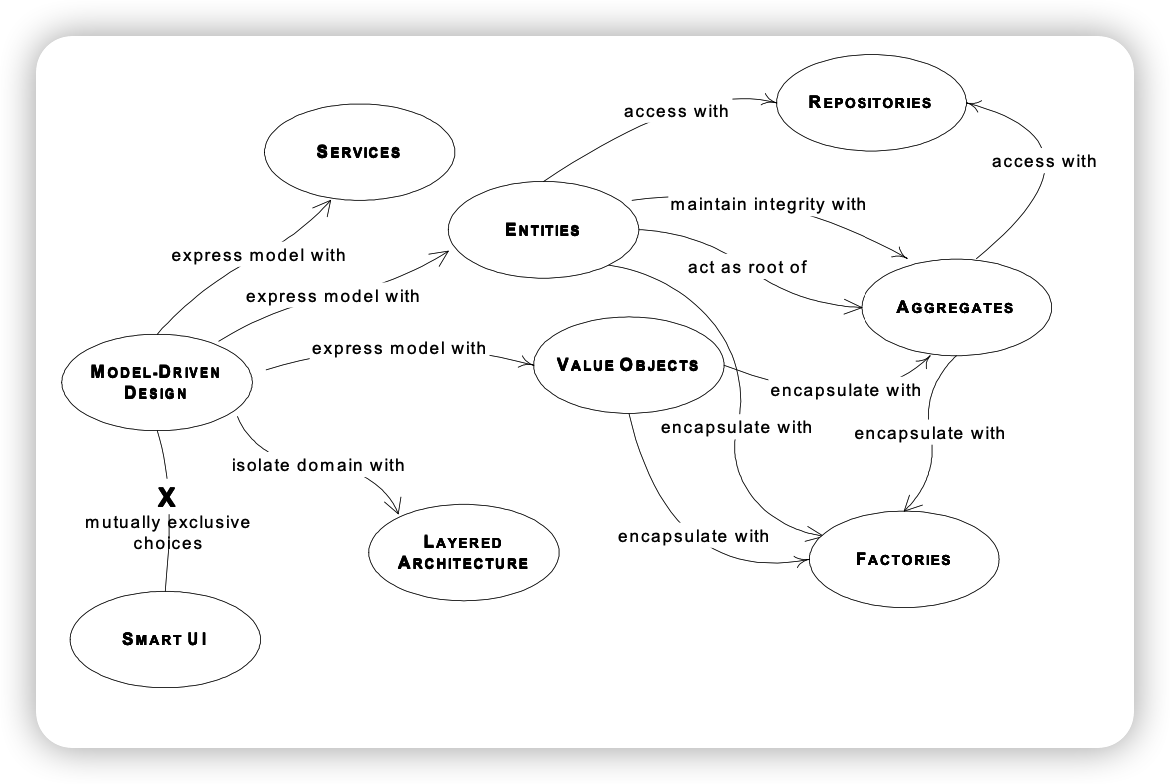 REPOSITORIES
access with
SERVICES
access with
maintain integrity with
ENTITIES
express model with
act as root of
express model with
AGGREGATES
express model with
VALUE OBJECTS
MODEL-DRIVEN
DESIGN
encapsulate with
encapsulate with
encapsulate with
isolate domain with
X
mutually exclusive
choices
encapsulate with
LAYERED
ARCHITECTURE
FACTORIES
SMART UI